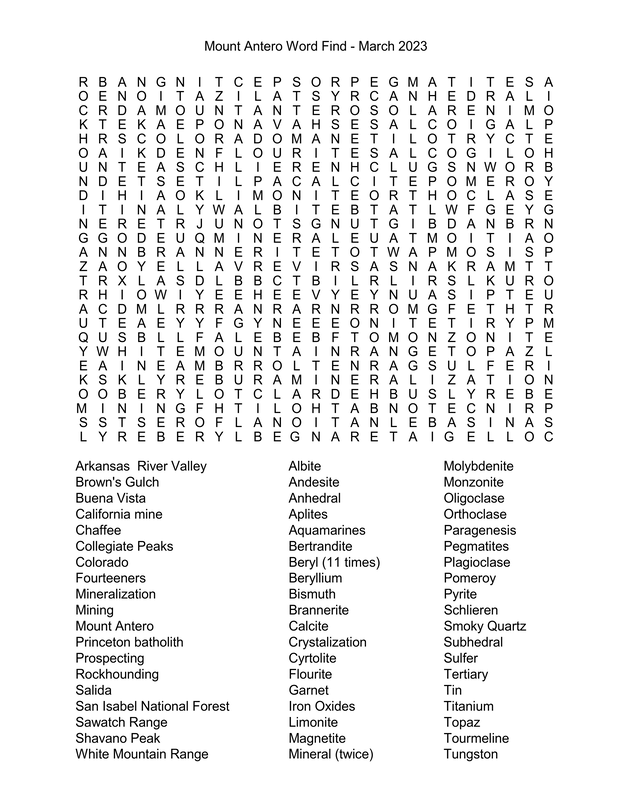 Mount Antero Word Find - March 2023
R B A N G N I T C E P S O R P E G M A T I T E S A
O E N O I T A Z I L A T S Y R C A N H E D R A L I
C R D A M O U N T A N T E R O S O L A R E N I M O
K T E K A E P O N A V A H S E S A L C O I G A L P
H R S C O L O R A D O M A N E T I L O T R Y C T E
O A I K D E N F L O U R I T E S A L C O G I L O H
U N T E A S C H L I E R E N H C L U G S N W O R B
N D E T S E T I L P A C A L C I T E P O M E R O Y
D I H I A O K L I M O N I T E O R T H O C L A S E
I T I N A L Y W A L B I T E B T A T L W F G E Y G
N E R E T R J U N O T S G N U T G I B D A N B R N
G G O D E U Q M I N E R A L E U A T M O I T I A O
A N N B R A N N E R I T E T O T W A P M O S I S P
Z A O Y E L L A V R E V I R S A S N A K R A M T T
T R X L A S D L B B C T B I L R L I R S L K U R O
R H I O W I Y E E H E E V Y E Y N U A S I P T E U
A C D M L R R R A N R A R N R R O M G F E T H T R
U T E A E Y Y F G Y N E E E O N I T E T I R Y P M
Q U S B L L F A L E B E B F T O M O N Z O N I T E
Y W H I T E M O U N T A I N R A N G E T O P A Z L
E A I N E A M B R R O L T E N R A G S U L F E R I
K S K L Y R E B U R A M I N E R A L I Z A T I O N
O O B E R Y L O T C L A R D E H B U S L Y R E B E
M I N I N G F H T I L O H T A B N O T E C N I R P
S S T S E R O F L A N O I T A N L E B A S I N A S
L Y R E B E R Y L B E G N A R E T A I G E L L O C
Arkansas River Valley
Brown's Gulch
Buena Vista
California mine
Chaffee
Collegiate Peaks
Colorado
Fourteeners
Mineralization
Mining
Mount Antero
Princeton batholith
Prospecting
Rockhounding
Salida
San Isabel National Forest
Sawatch Range
Shavano Peak
White Mountain Range
Albite
Andesite
Anhedral
Aplites
Aquamarines
Bertrandite
Beryl (11 times)
Beryllium
Bismuth
Brannerite
Calcite
Crystalization
Cyrtolite
Flourite
Garnet
Iron Oxides
Limonite
Magnetite
Mineral (twice)
Molybdenite
Monzonite
Oligoclase
Orthoclase
Paragenesis
Pegmatites
Plagioclase
Pomeroy
Pyrite
Schlieren
Smoky Quartz
Subhedral
Sulfer
Tertiary
Tin
Titanium
Topaz
Tourmeline
Tungston